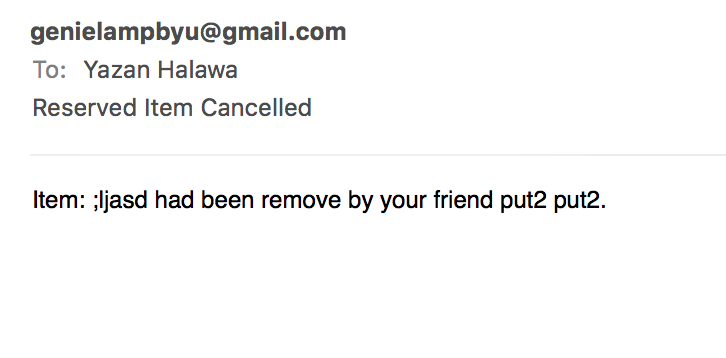 genielampbyu@gmail.com
To: Yazan Halawa
Reserved Item Cancelled
Item: ;ljasd had been remove by your friend put2 put2.